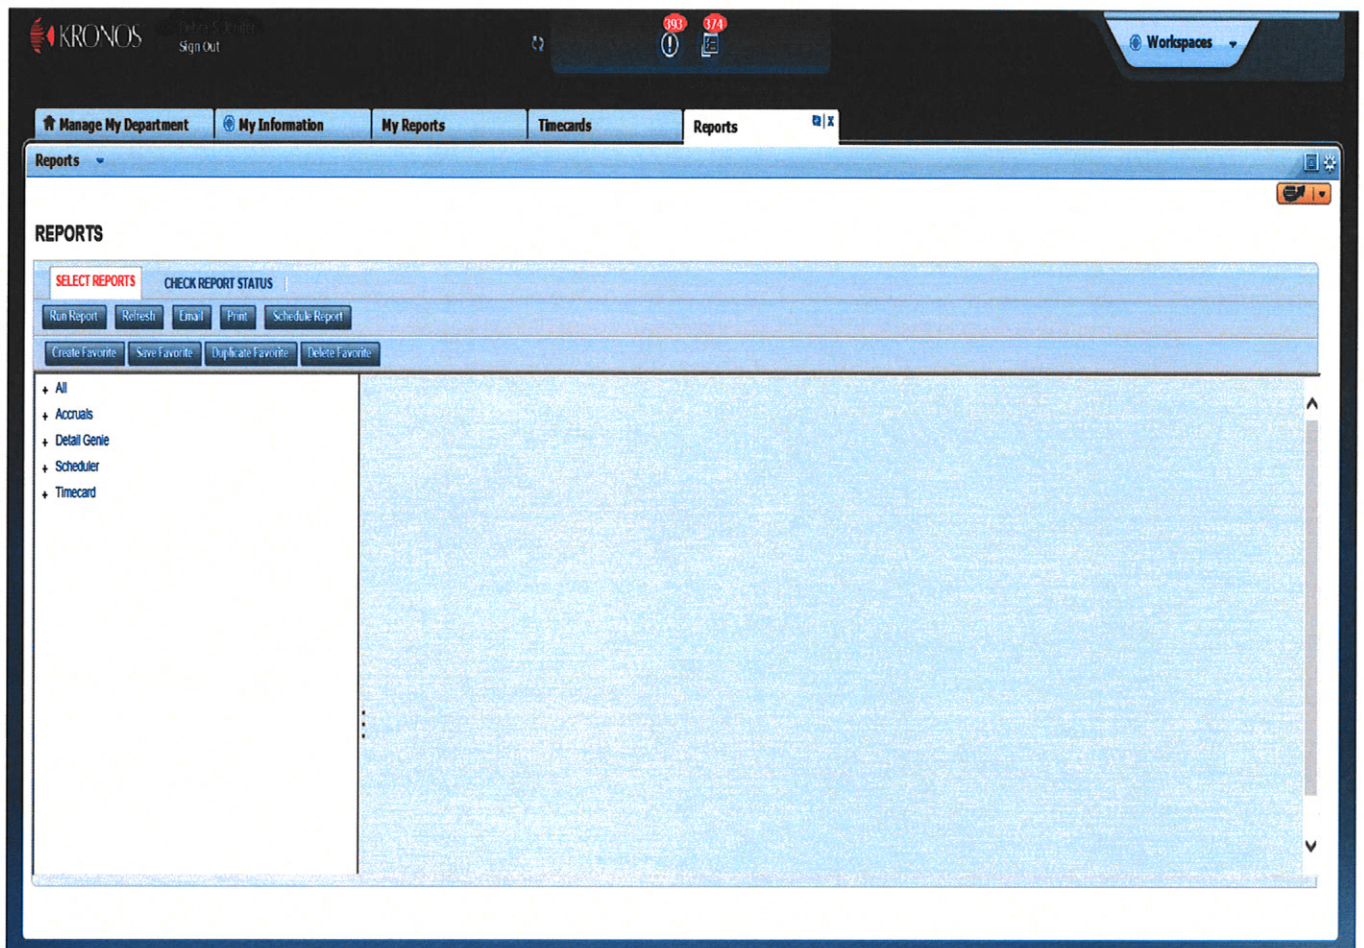 KRONOS
Sign Out
393 374
Workspaces
Manage My Department My Information My Reports Timecards Reports X
Reports
REPORTS
SELECT REPORTS CHECK REPORT STATUS
Run Report Refresh Email Print Schedule Report
Create Favorite Save Favorite Duplicate Favorite Delete Favorite
+ All
+ Accruals
+ Detail Genie
+ Scheduler
+ Timecard